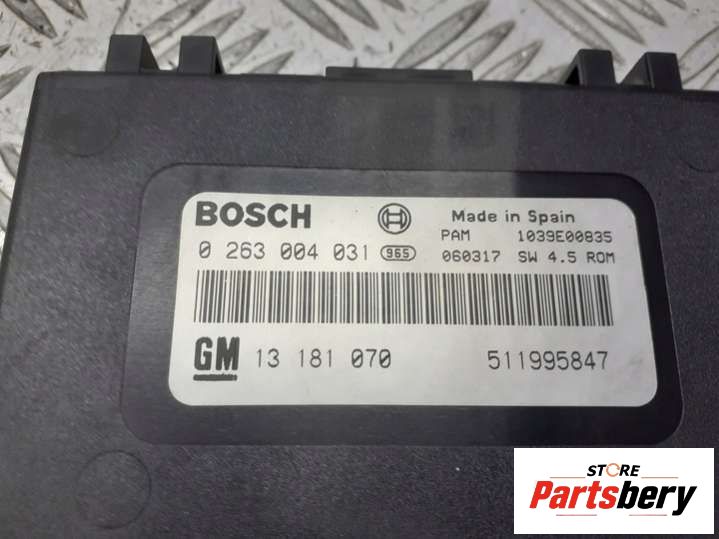 BOSCH Made in Spain
PAM 1039E00835
0 263 004 031 965 060317 SW 4.5 ROM
GM 13 181 070 511995847
STORE
Partsbery